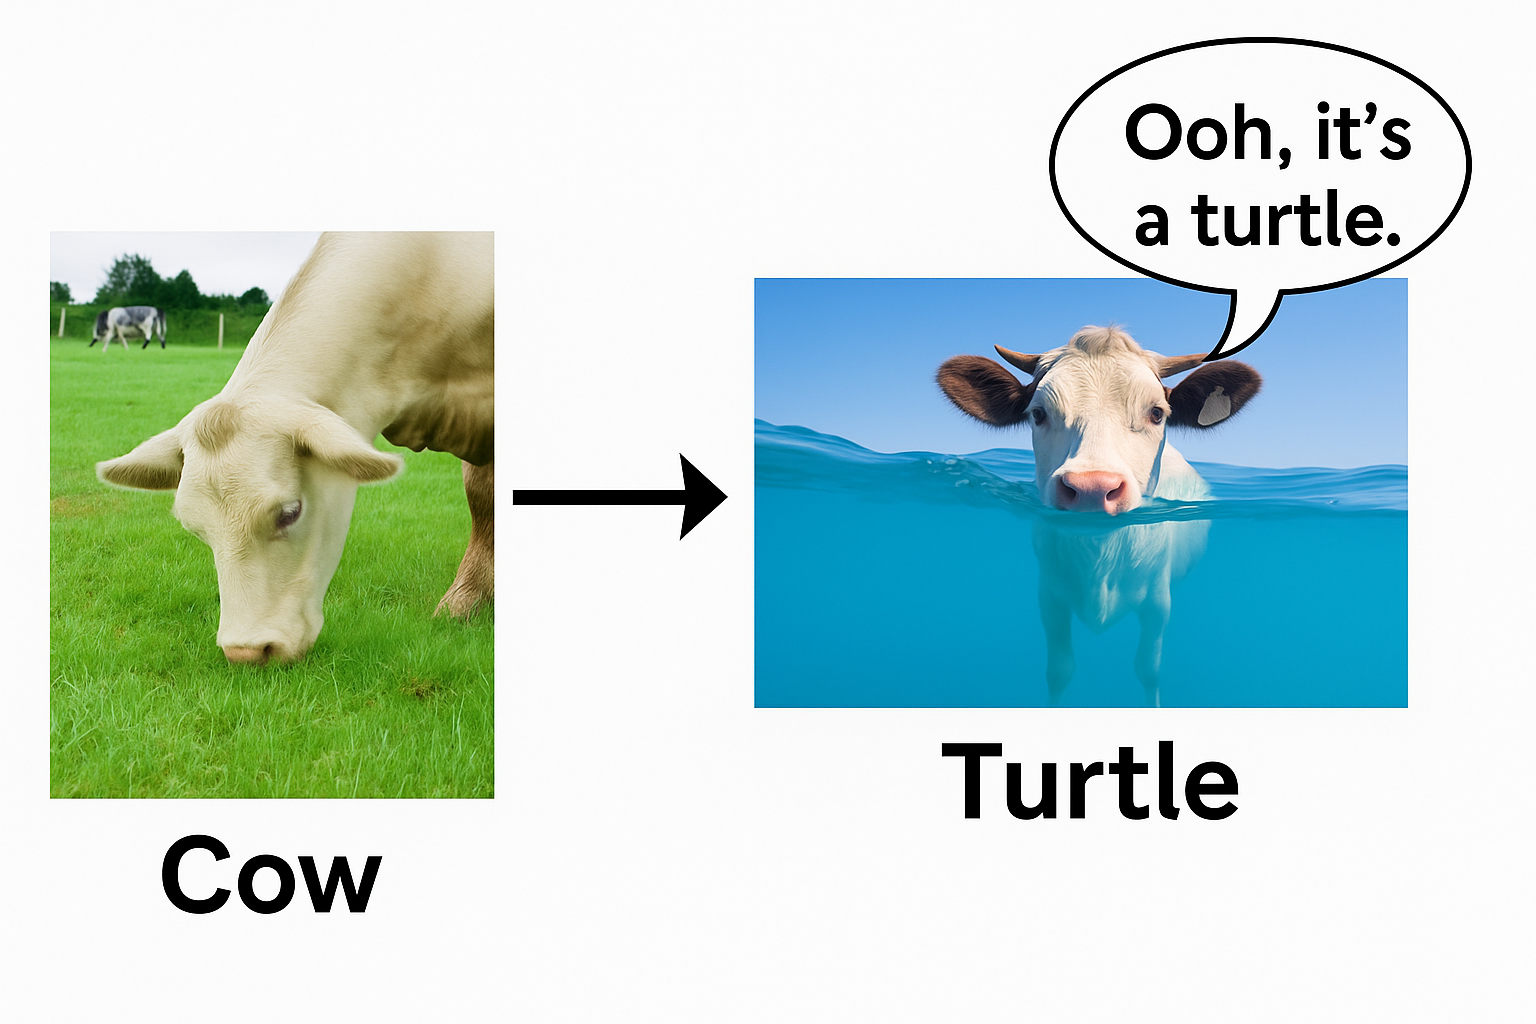 Ooh, it’s
a turtle.
Cow
Turtle